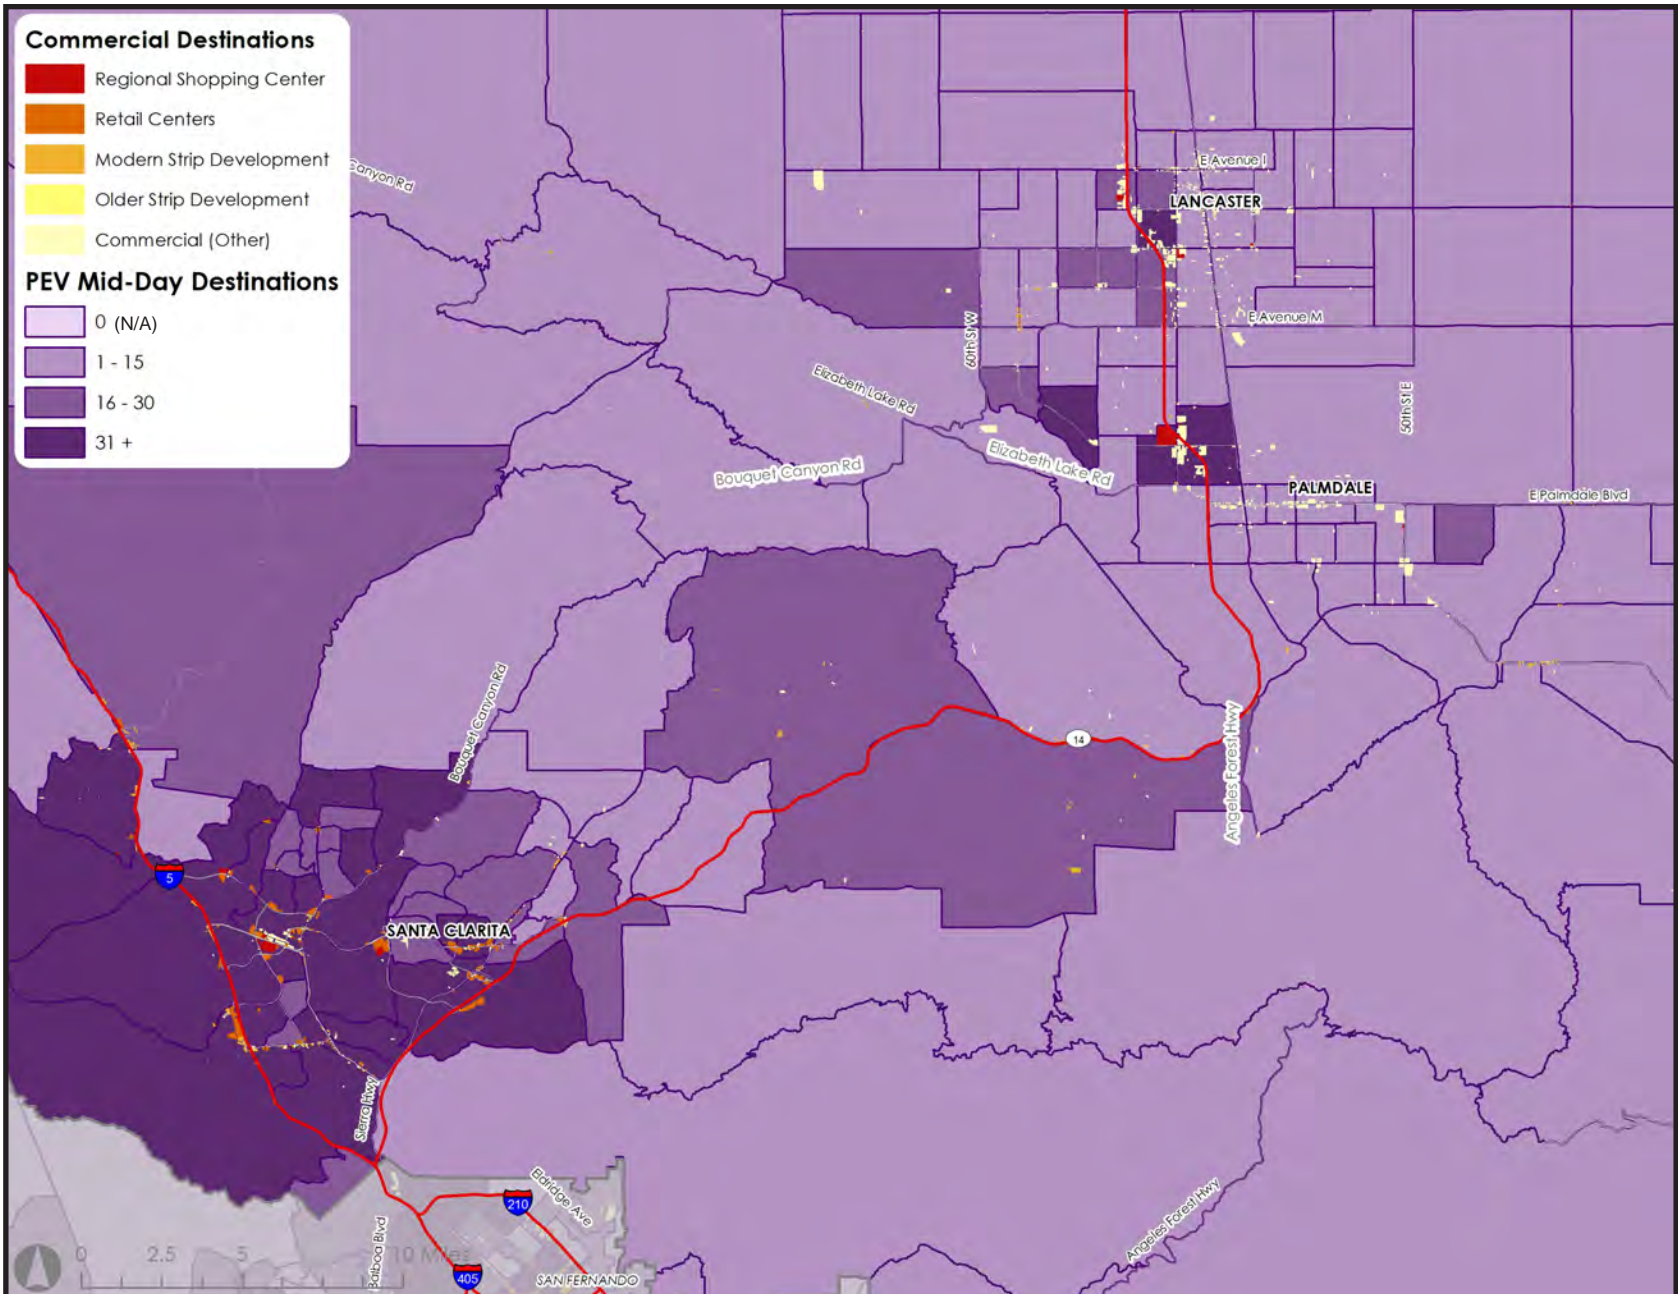 Commercial Destinations
Regional Shopping Center
Retail Centers
Modern Strip Development
Older Strip Development
Commercial (Other)
PEV Mid-Day Destinations
0 (N/A)
1 - 15
16 - 30
31 +
Canyon Rd
E Avenue I
LANCASTER
E Avenue M
60th St W
Elizabeth Lake Rd
50th St E
Bouquet Canyon Rd
Elizabeth Lake Rd
PALMDALE
E Palmdale Blvd
Bouquet Canyon Rd
Angeles Forest Hwy
14
5
SANTA CLARITA
Sierra Hwy
210
Eldridge Ave
Balboa Blvd
405
SAN FERNANDO
Angeles Forest Hwy
0 2.5 5 10 Miles